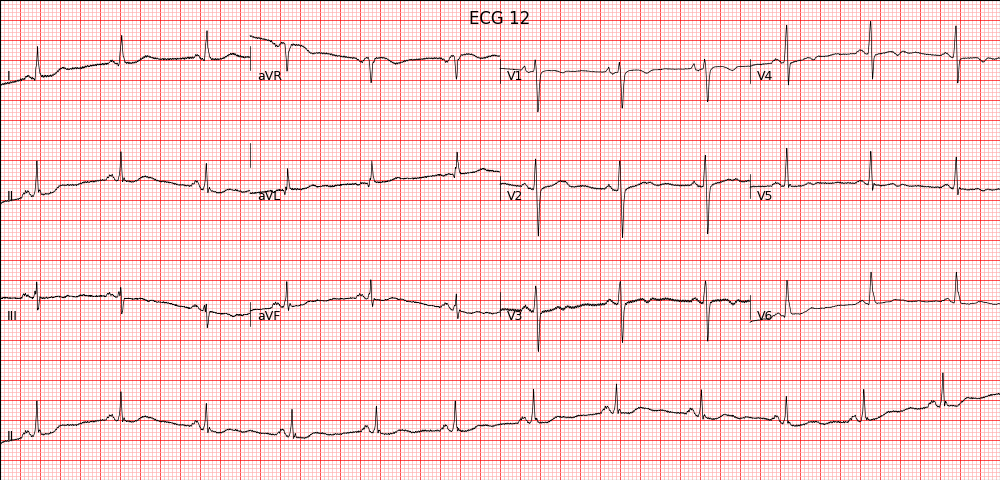 ECG 12
I aVR V1 V4
II aVL V2 V5
III aVF V3 V6
II